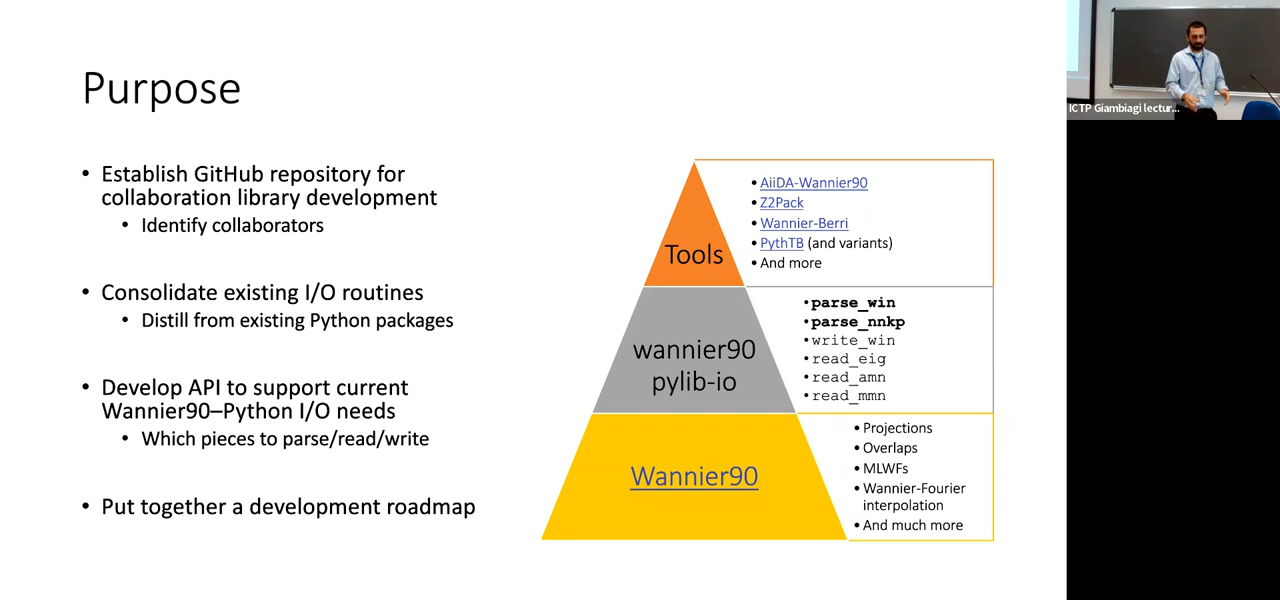 Purpose
• Establish GitHub repository for
collaboration library development
• Identify collaborators
• Consolidate existing I/O routines
• Distill from existing Python packages
• Develop API to support current
Wannier90–Python I/O needs
• Which pieces to parse/read/write
• Put together a development roadmap
Tools
• AiiDA-Wannier90
• Z2Pack
• Wannier-Berri
• PythTB (and variants)
• And more
wannier90
pylib-io
• parse_win
• parse_nnkp
• write_win
• read_eig
• read_amn
• read_mmn
Wannier90
• Projections
• Overlaps
• MLWFs
• Wannier-Fourier
interpolation
• And much more
ICTP Giambiagi lectur...